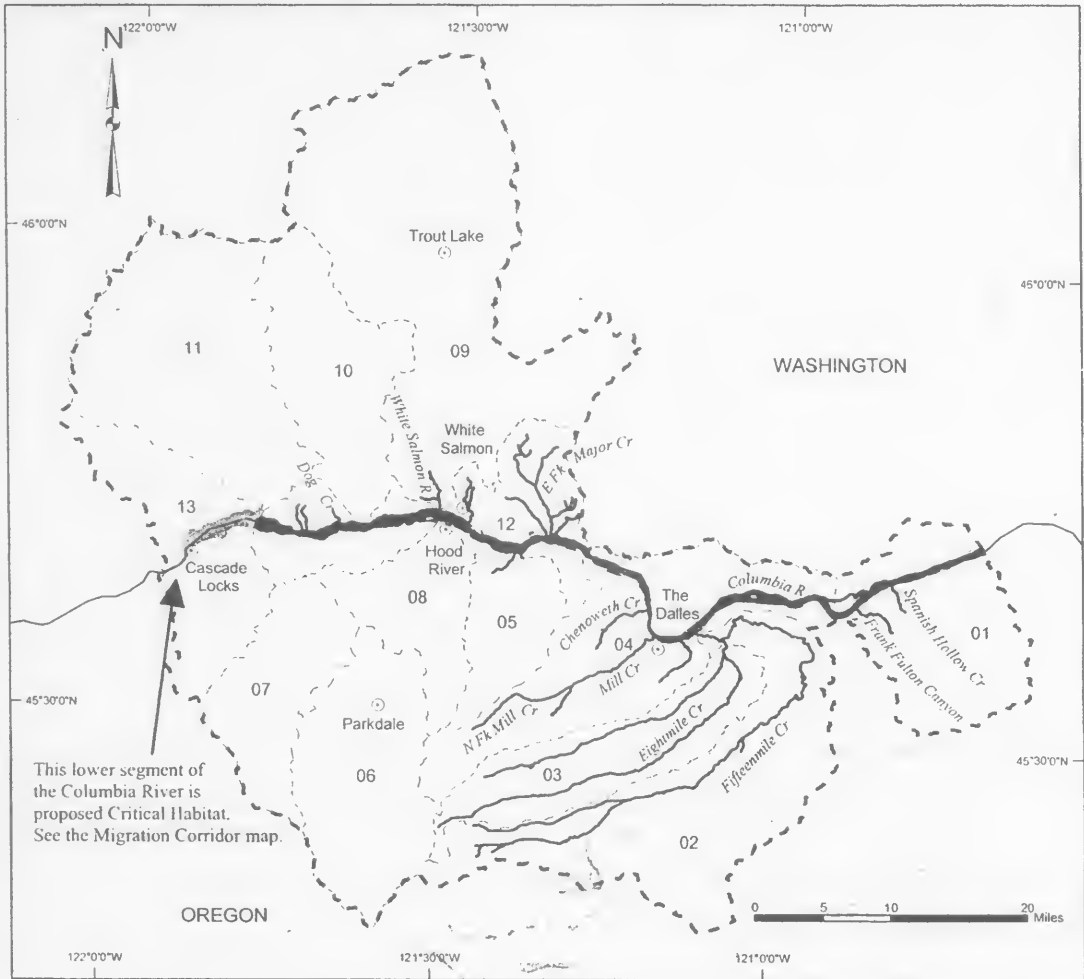 122°0'0"W
121°30'0"W
121°0'0"W
N
46°0'0"N
46°0'0"N
Trout Lake
11
10
09
WASHINGTON
White Salmon R
White
Salmon
E Fk Major Cr
Dog Cr
13
12
Cascade
Locks
Hood
River
08
05
Columbia R
The
Dalles
Chenoweth Cr
04
Spanish Hollow Cr
01
Frank Fulton Canyon
Mill Cr
07
45°30'0"N
Parkdale
N Fk Mill Cr
Eightmile Cr
Fifteenmile Cr
45°30'0"N
06
03
This lower segment of
the Columbia River is
proposed Critical Habitat.
See the Migration Corridor map.
02
OREGON
0 5 10 20
Miles
122°0'0"W
121°30'0"W
121°0'0"W